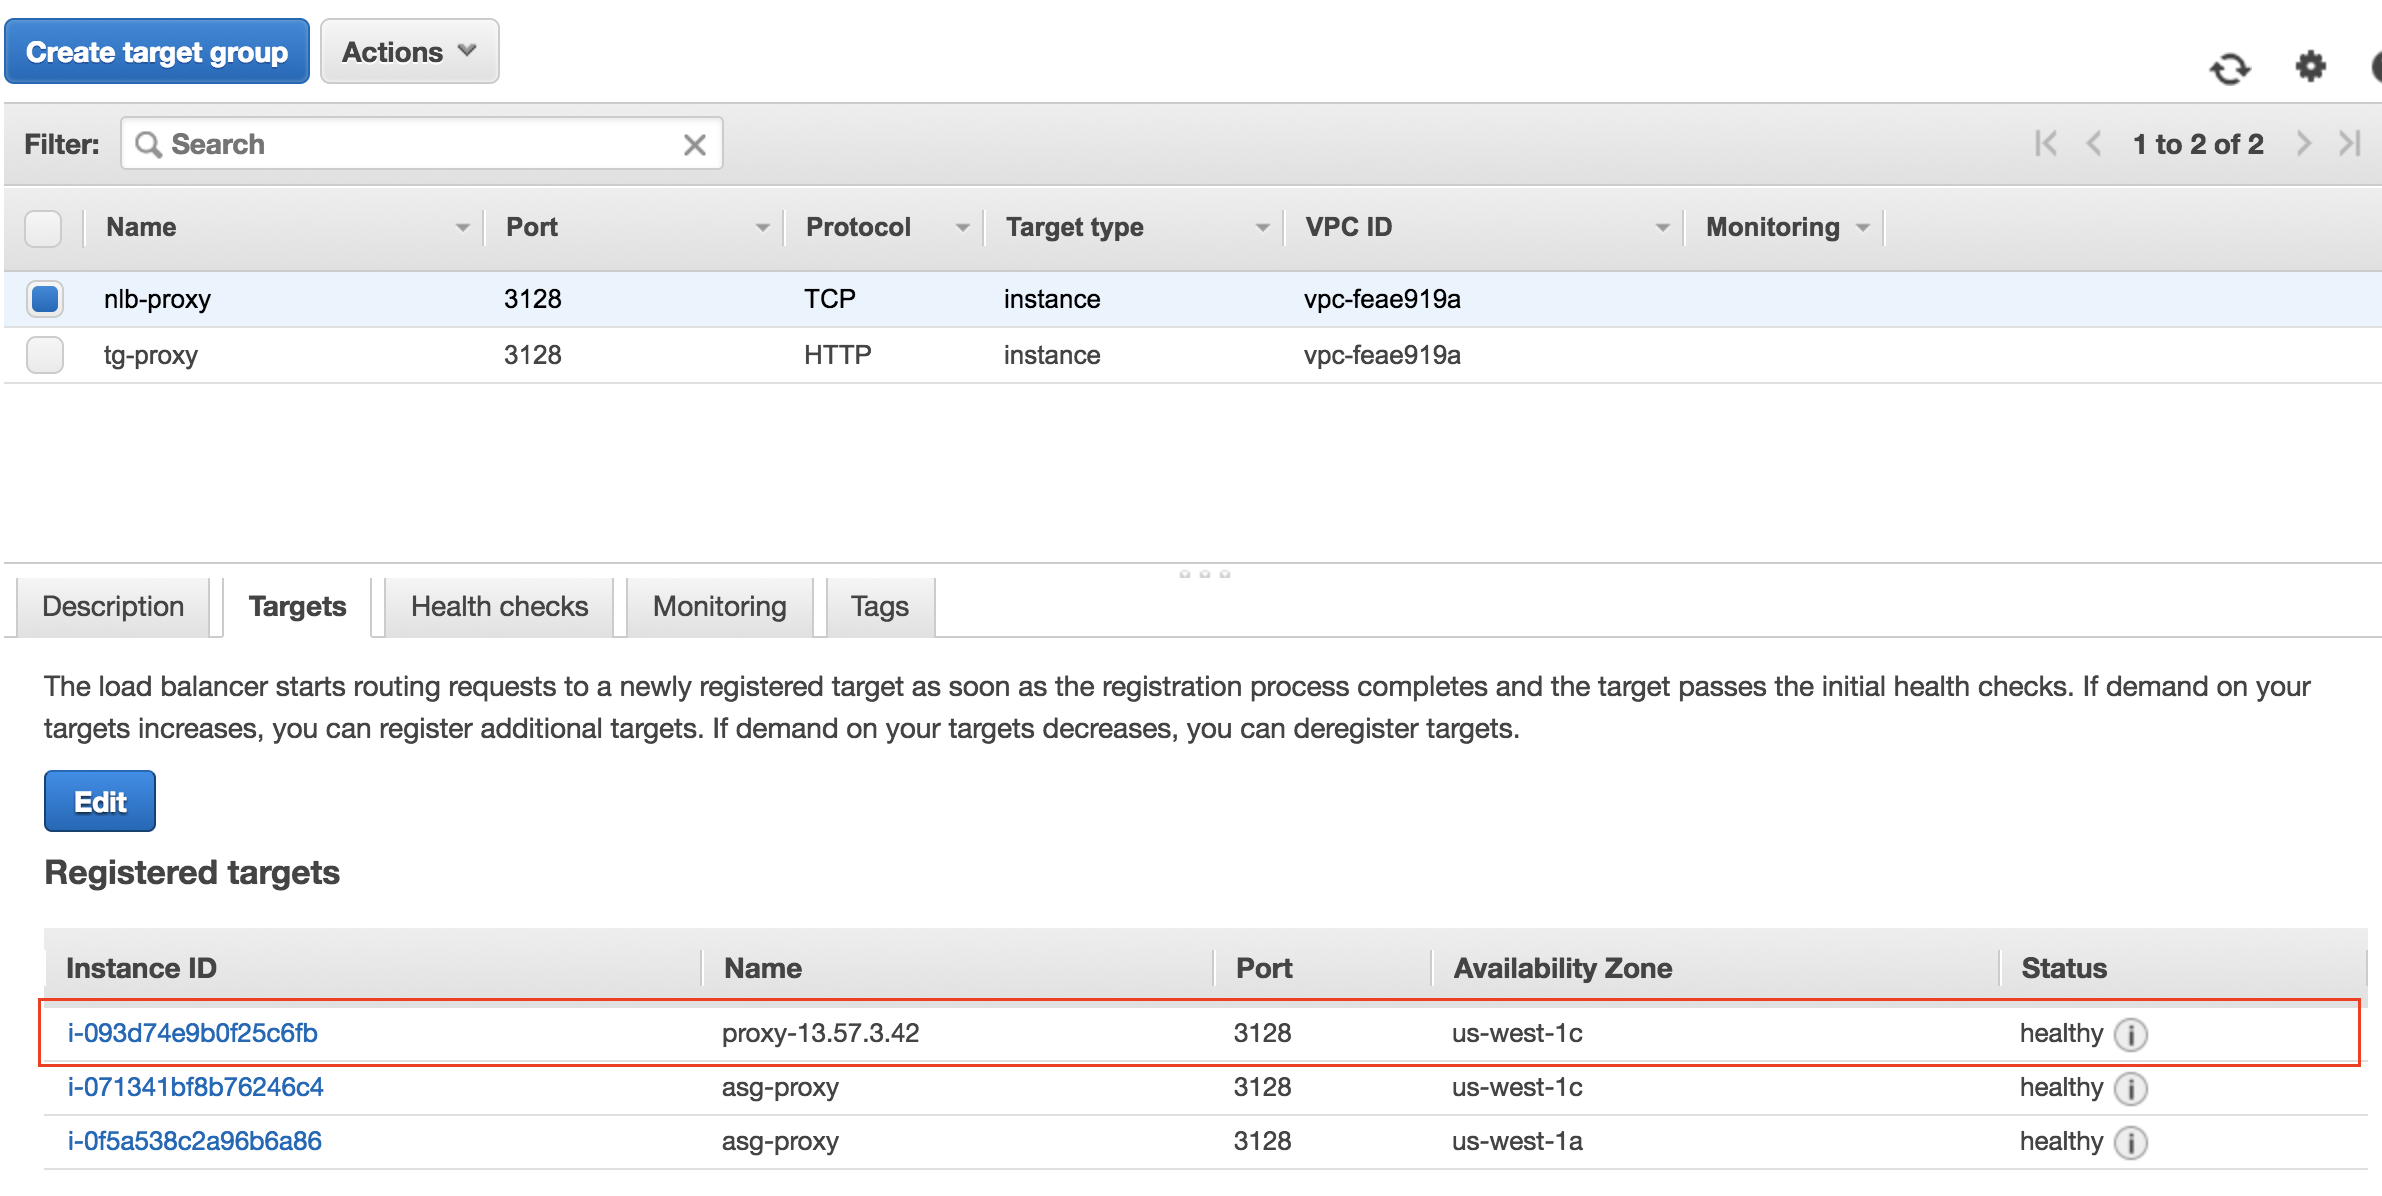 Create target group Actions
Filter: Search 1 to 2 of 2
Name Port Protocol Target type VPC ID Monitoring
nlb-proxy 3128 TCP instance vpc-feae919a
tg-proxy 3128 HTTP instance vpc-feae919a
Description Targets Health checks Monitoring Tags
The load balancer starts routing requests to a newly registered target as soon as the registration process completes and the target passes the initial health checks. If demand on your
targets increases, you can register additional targets. If demand on your targets decreases, you can deregister targets.
Edit
Registered targets
Instance ID Name Port Availability Zone Status
i-093d74e9b0f25c6fb proxy-13.57.3.42 3128 us-west-1c healthy
i-071341bf8b76246c4 asg-proxy 3128 us-west-1c healthy
i-0f5a538c2a96b6a86 asg-proxy 3128 us-west-1a healthy